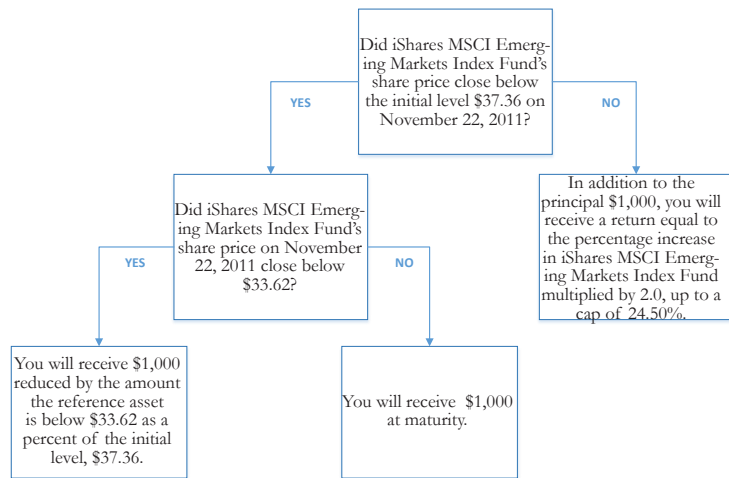 Did iShares MSCI Emerg-
ing Markets Index Fund's
share price close below
the initial level $37.36 on
November 22, 2011?
YES
NO
Did iShares MSCI Emerg-
ing Markets Index Fund's
share price on November
22, 2011 close below
$33.62?
In addition to the
principal $1,000, you will
receive a return equal to
the percentage increase
in iShares MSCI Emerg-
ing Markets Index Fund
multiplied by 2.0, up to a
cap of 24.50%.
YES
NO
You will receive $1,000
reduced by the amount
the reference asset
is below $33.62 as a
percent of the initial
level, $37.36.
You will receive $1,000
at maturity.